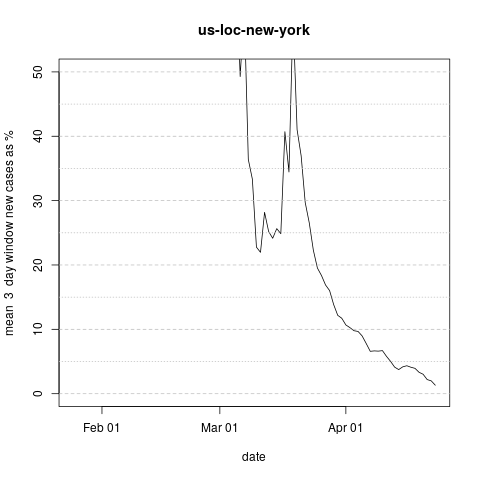 us-loc-new-york
mean 3 day window new cases as %
50
40
30
20
10
0
Feb 01
Mar 01
Apr 01
date